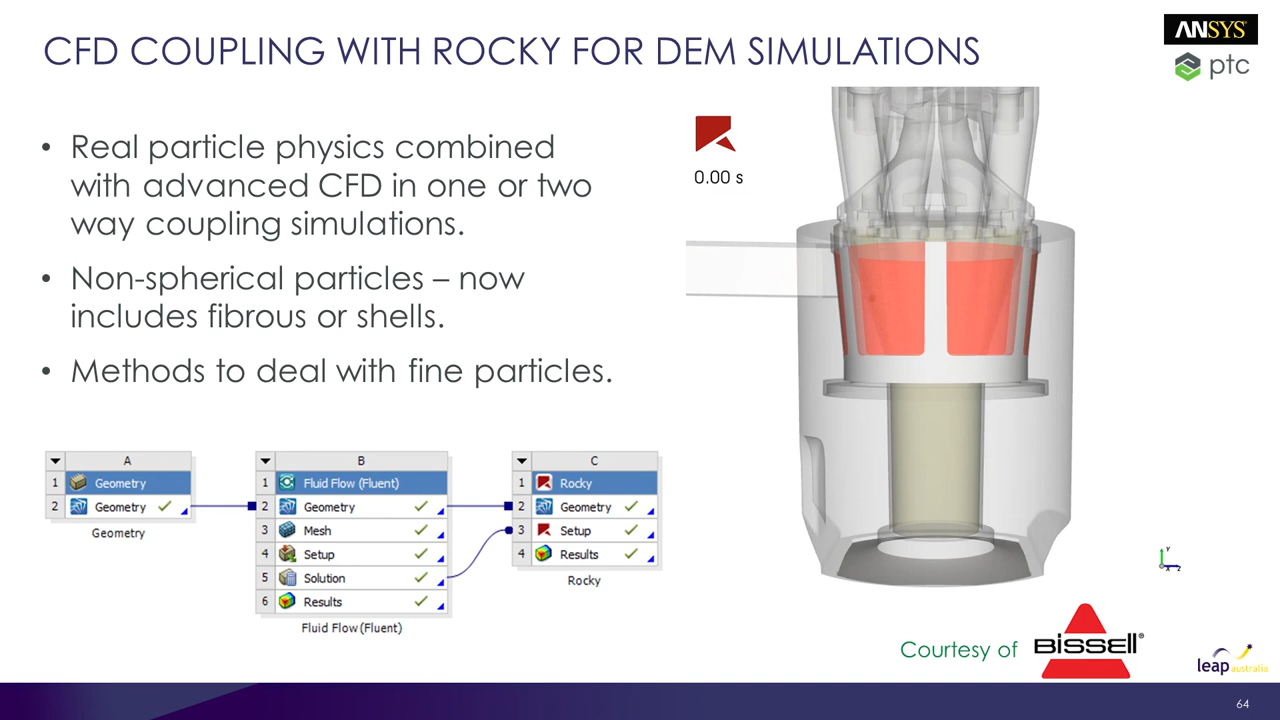 CFD COUPLING WITH ROCKY FOR DEM SIMULATIONS
ANSYS®
ptc
• Real particle physics combined
with advanced CFD in one or two
way coupling simulations.
• Non-spherical particles – now
includes fibrous or shells.
• Methods to deal with fine particles.
0.00 s
A
1 Geometry
2 Geometry
Geometry
B
1 Fluid Flow (Fluent)
2 Geometry
3 Mesh
4 Setup
5 Solution
6 Results
Fluid Flow (Fluent)
C
1 Rocky
2 Geometry
3 Setup
4 Results
Rocky
Y
X Z
Courtesy of
BISSELL®
leap australia
64